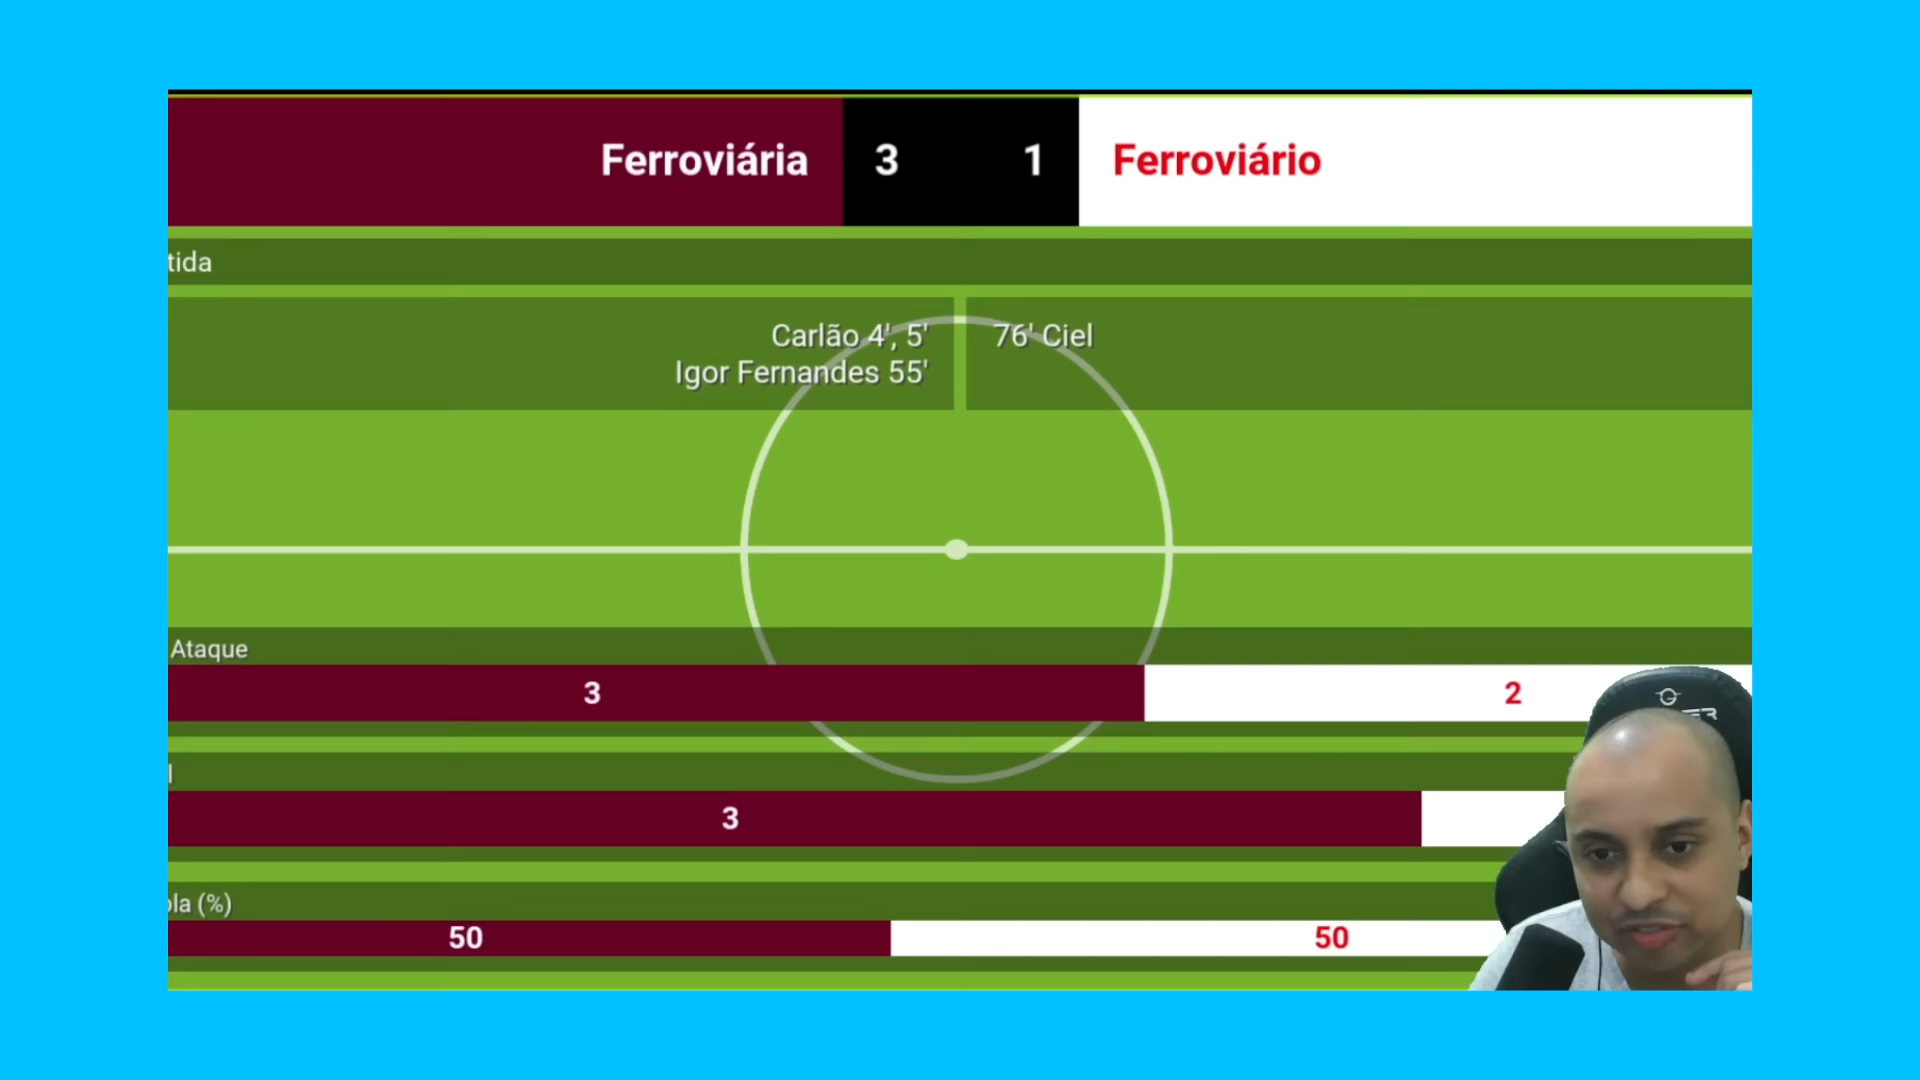 Ferroviária 3 1 Ferroviário
tida
Carlão 4', 5' 76' Ciel
Igor Fernandes 55'
Ataque
3 2
l
3
ola (%)
50 50